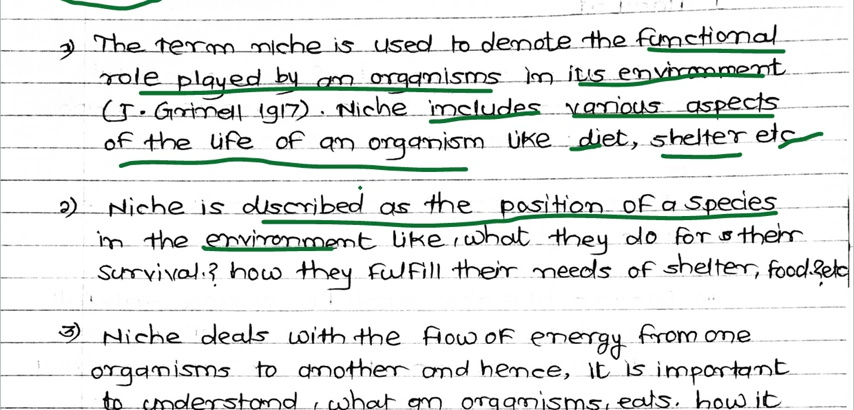 1) The term niche is used to denote the functional
role played by an organisms in its environment
(J. Grinell 1917). Niche includes various aspects
of the life of an organism like diet, shelter etc
2) Niche is discribed as the position of a species
in the environment like, what they do for their
survival.? how they fulfill their needs of shelter, food.? etc
3) Niche deals with the flow of energy from one
organisms to another and hence, it is important
to understand, what an organisms, eats. how it